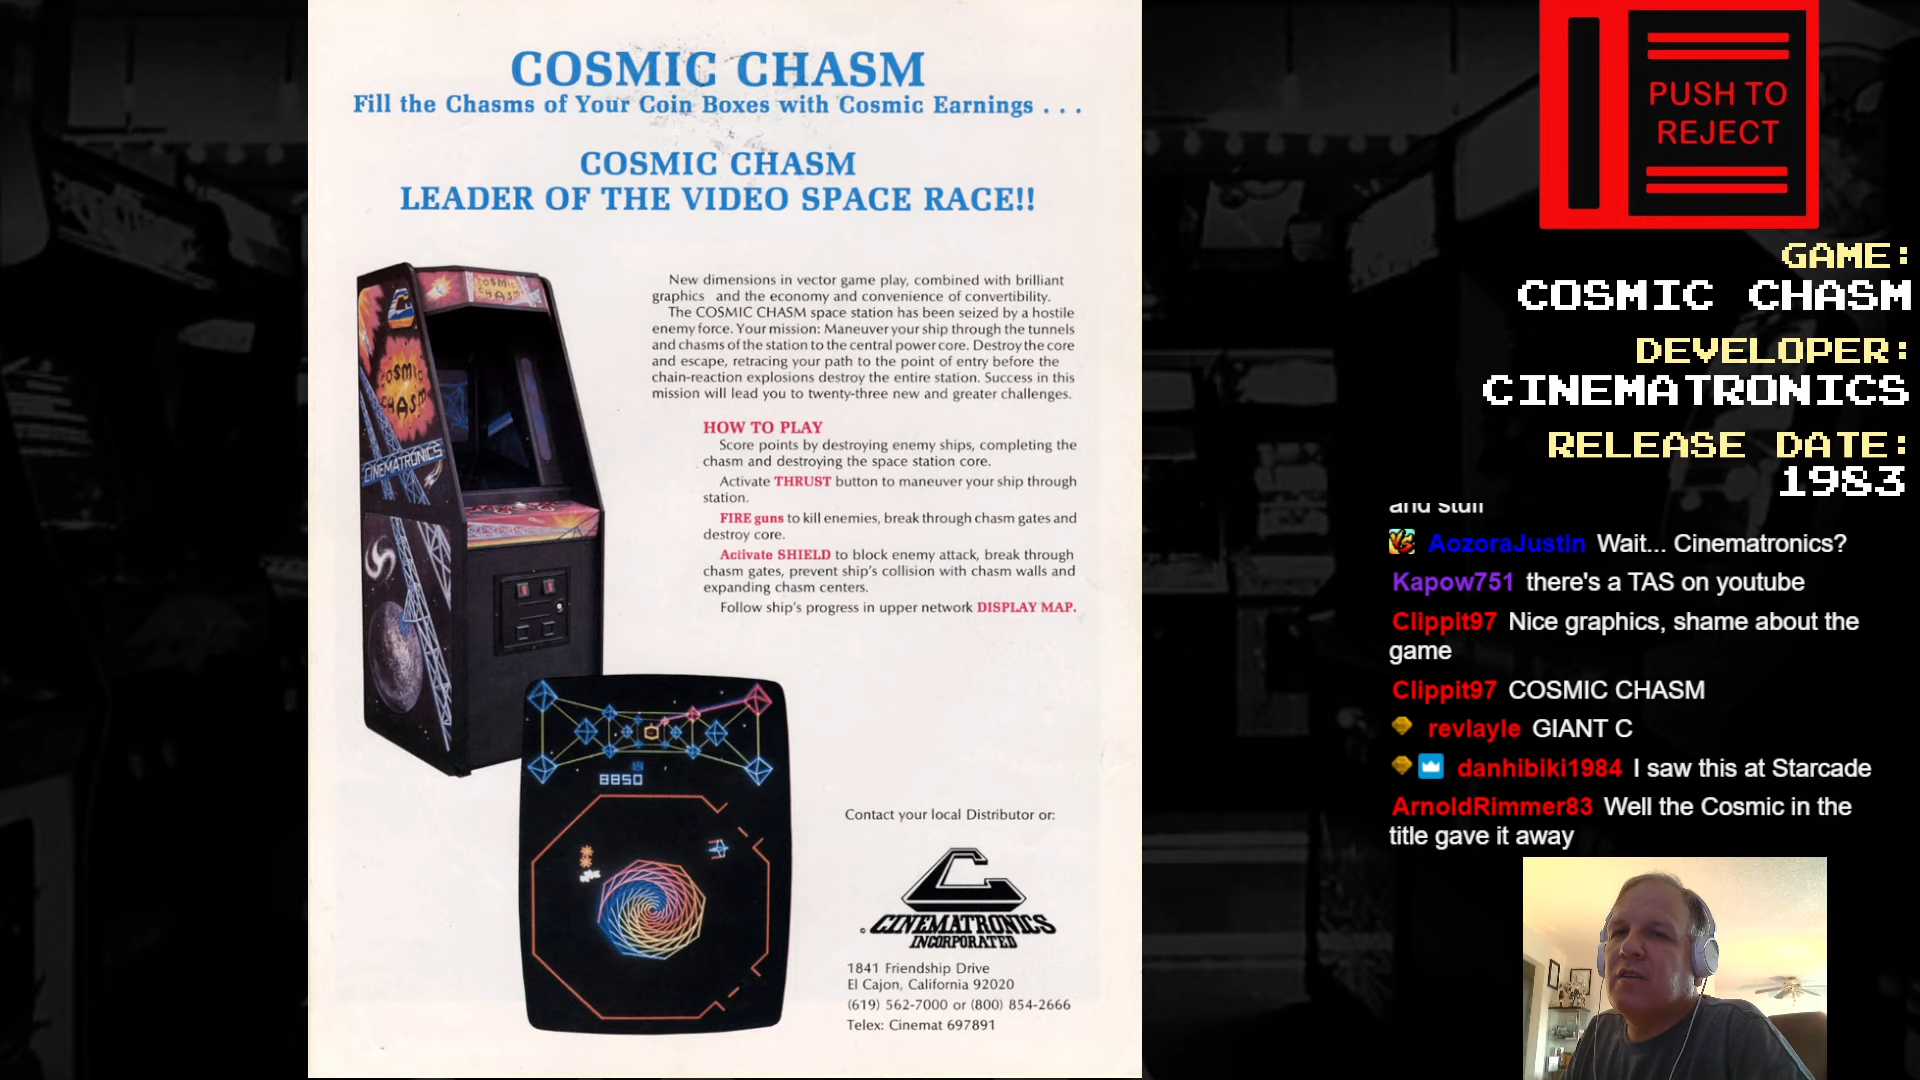 COSMIC CHASM
Fill the Chasms of Your Coin Boxes with Cosmic Earnings . . .
COSMIC CHASM
LEADER OF THE VIDEO SPACE RACE!!
New dimensions in vector game play, combined with brilliant
graphics and the economy and convenience of convertibility.
The COSMIC CHASM space station has been seized by a hostile
enemy force. Your mission: Maneuver your ship through the tunnels
and chasms of the station to the central power core. Destroy the core
and escape, retracing your path to the point of entry before the
chain-reaction explosions destroy the entire station. Success in this
mission will lead you to twenty-three new and greater challenges.
HOW TO PLAY
Score points by destroying enemy ships, completing the
chasm and destroying the space station core.
Activate THRUST button to maneuver your ship through
station.
FIRE guns to kill enemies, break through chasm gates and
destroy core.
Activate SHIELD to block enemy attack, break through
chasm gates, prevent ship's collision with chasm walls and
expanding chasm centers.
Follow ship's progress in upper network DISPLAY MAP.
COSMIC
CHASM
COSMIC
CHASM
CINEMATRONICS
8850
Contact your local Distributor or:
CINEMATRONICS
INCORPORATED
1841 Friendship Drive
El Cajon, California 92020
(619) 562-7000 or (800) 854-2666
Telex: Cinemat 697891
PUSH TO
REJECT
GAME:
COSMIC CHASM
DEVELOPER:
CINEMATRONICS
RELEASE DATE:
1983
and stuff
AozoraJustin Wait... Cinematronics?
Kapow751 there's a TAS on youtube
Clippit97 Nice graphics, shame about the
game
Clippit97 COSMIC CHASM
revlayle GIANT C
danhibiki1984 I saw this at Starcade
ArnoldRimmer83 Well the Cosmic in the
title gave it away